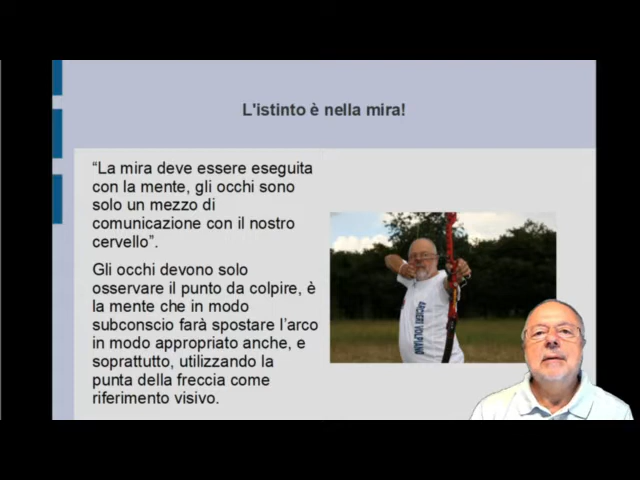 L'istinto è nella mira!
“La mira deve essere eseguita
con la mente, gli occhi sono
solo un mezzo di
comunicazione con il nostro
cervello”.
Gli occhi devono solo
osservare il punto da colpire, è
la mente che in modo
subconscio farà spostare l’arco
in modo appropriato anche, e
soprattutto, utilizzando la
punta della freccia come
riferimento visivo.
ARCIERI VOLPIANO